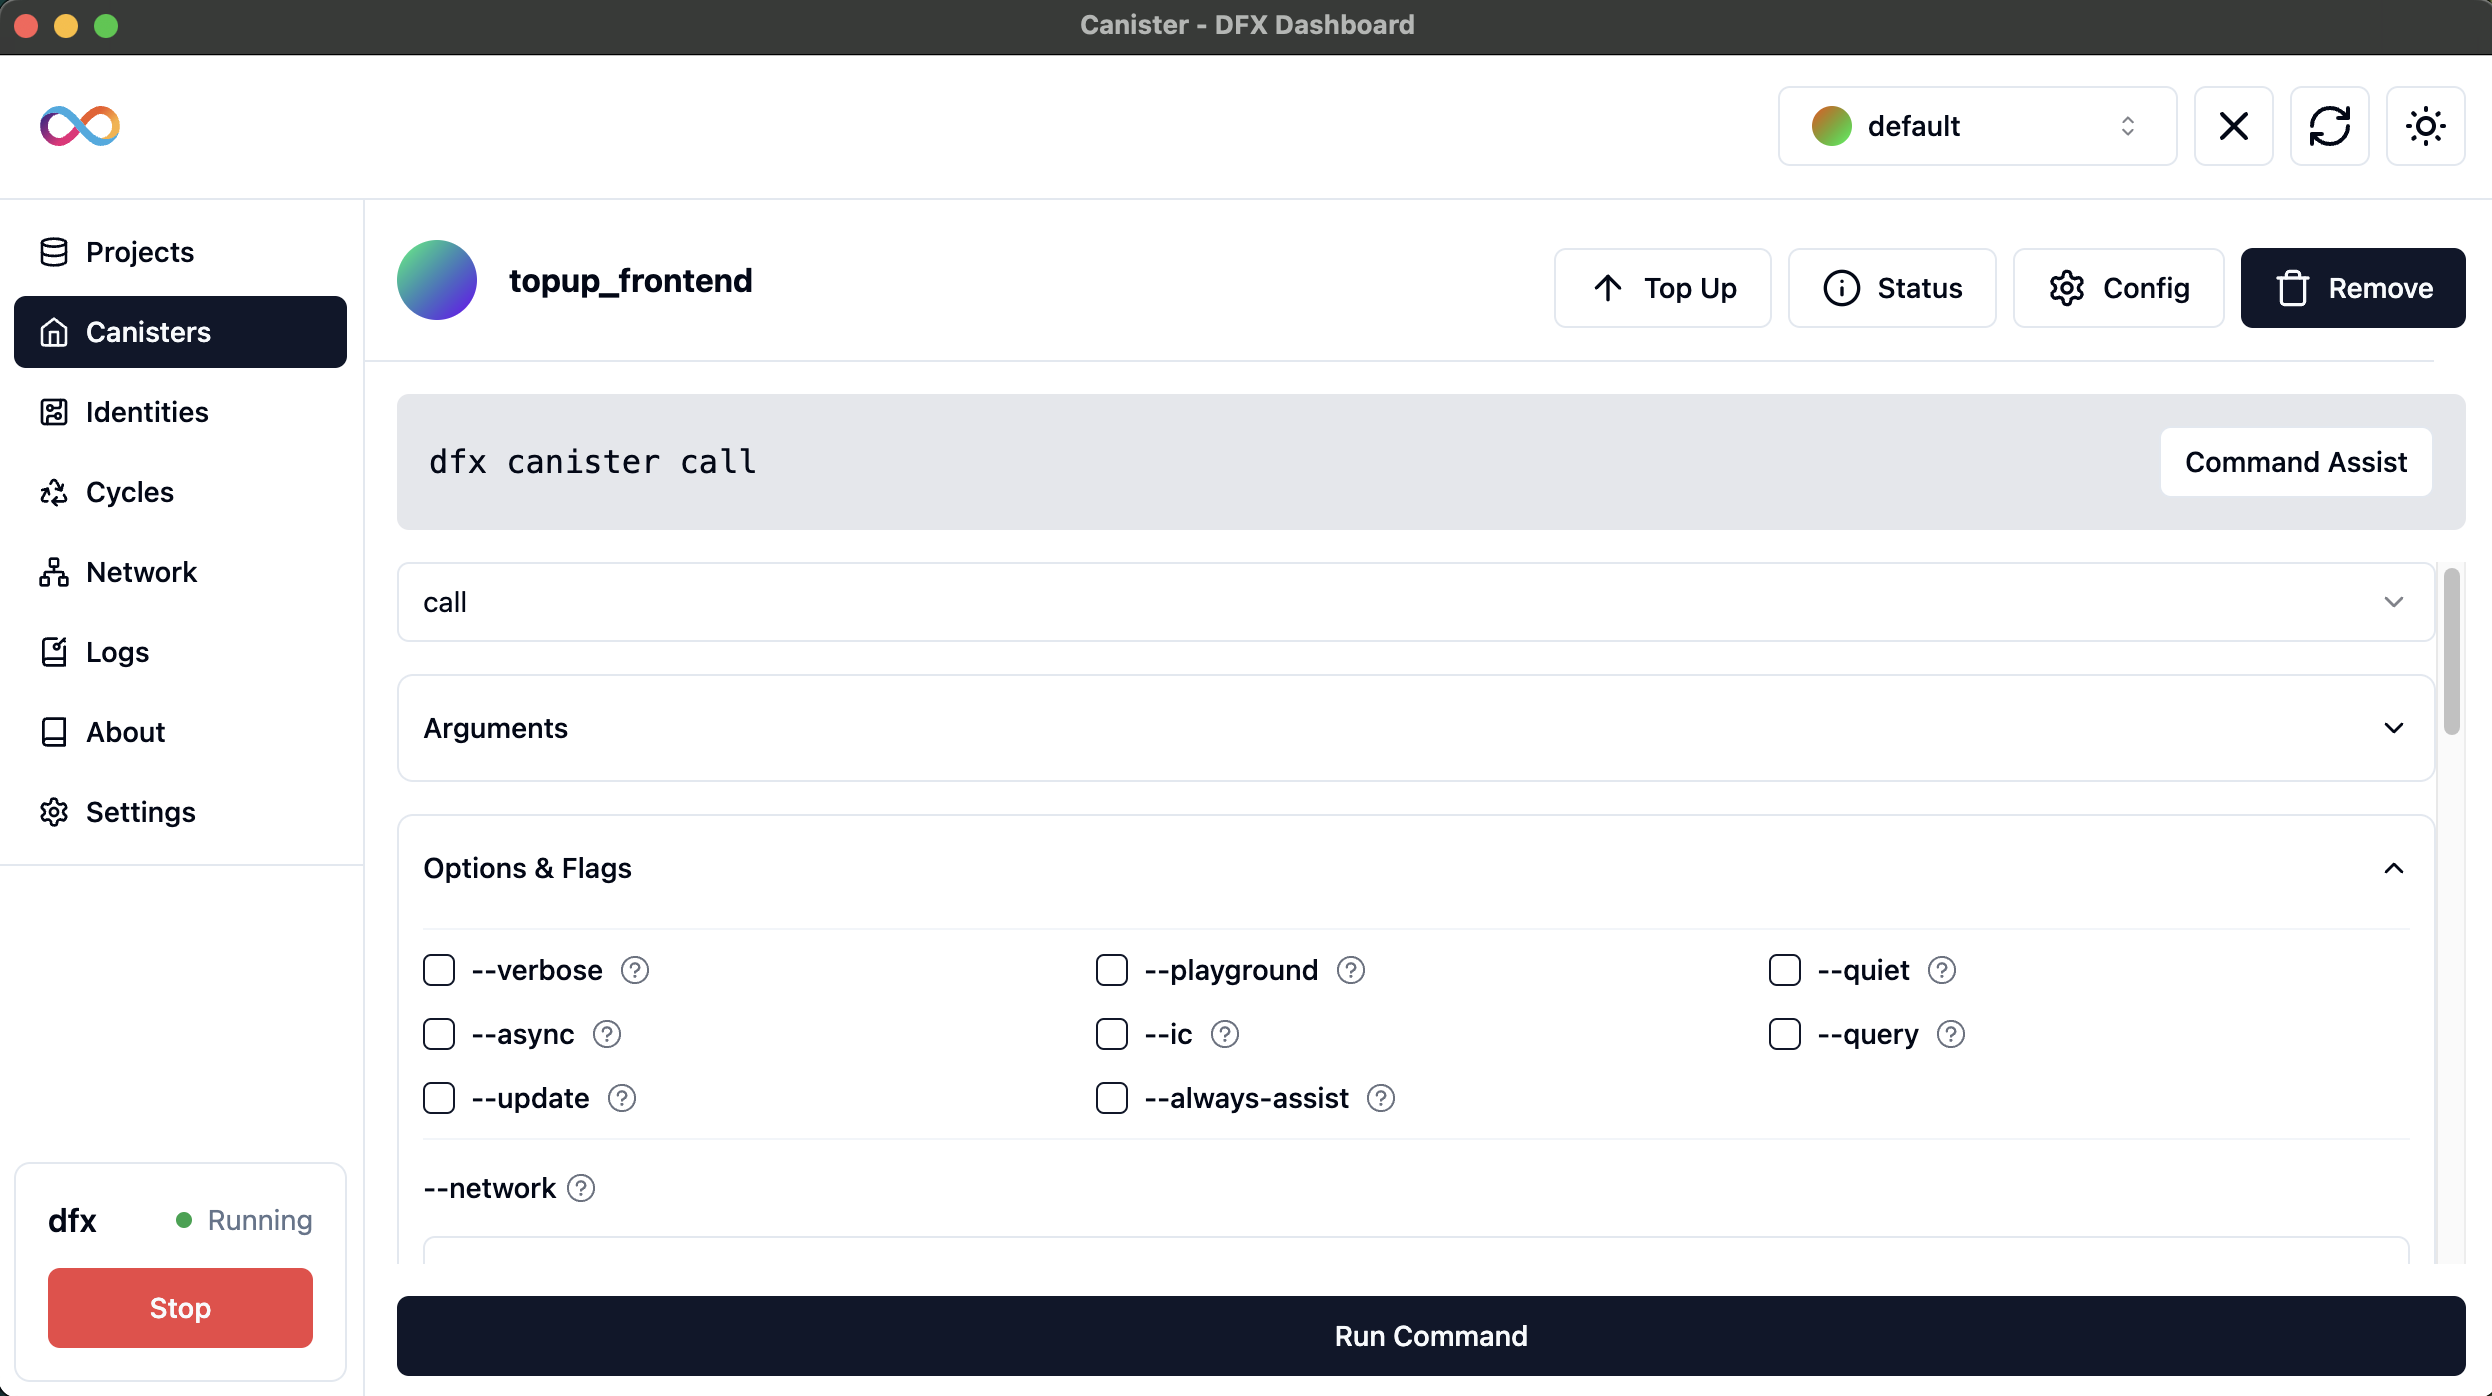 Canister - DFX Dashboard
default
Projects
Canisters
Identities
Cycles
Network
Logs
About
Settings
dfx
Running
Stop
topup_frontend
Top Up
Status
Config
Remove
dfx canister call
Command Assist
call
Arguments
Options & Flags
--verbose
--playground
--quiet
--async
--ic
--query
--update
--always-assist
--network
Run Command